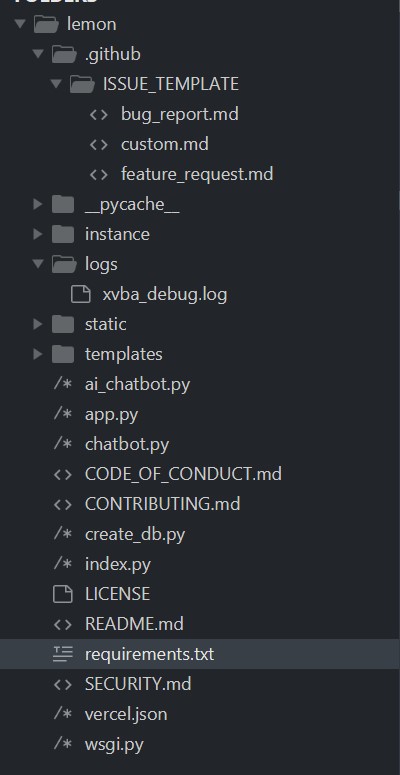 FOLDERS
lemon
.github
ISSUE_TEMPLATE
bug_report.md
custom.md
feature_request.md
__pycache__
instance
logs
xvba_debug.log
static
templates
ai_chatbot.py
app.py
chatbot.py
CODE_OF_CONDUCT.md
CONTRIBUTING.md
create_db.py
index.py
LICENSE
README.md
requirements.txt
SECURITY.md
vercel.json
wsgi.py